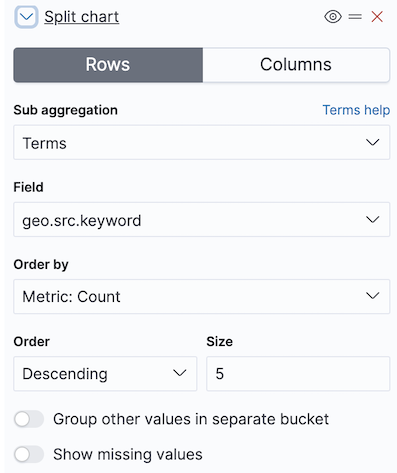 Split chart
Rows Columns
Sub aggregation Terms help
Terms
Field
geo.src.keyword
Order by
Metric: Count
Order Size
Descending 5
Group other values in separate bucket
Show missing values